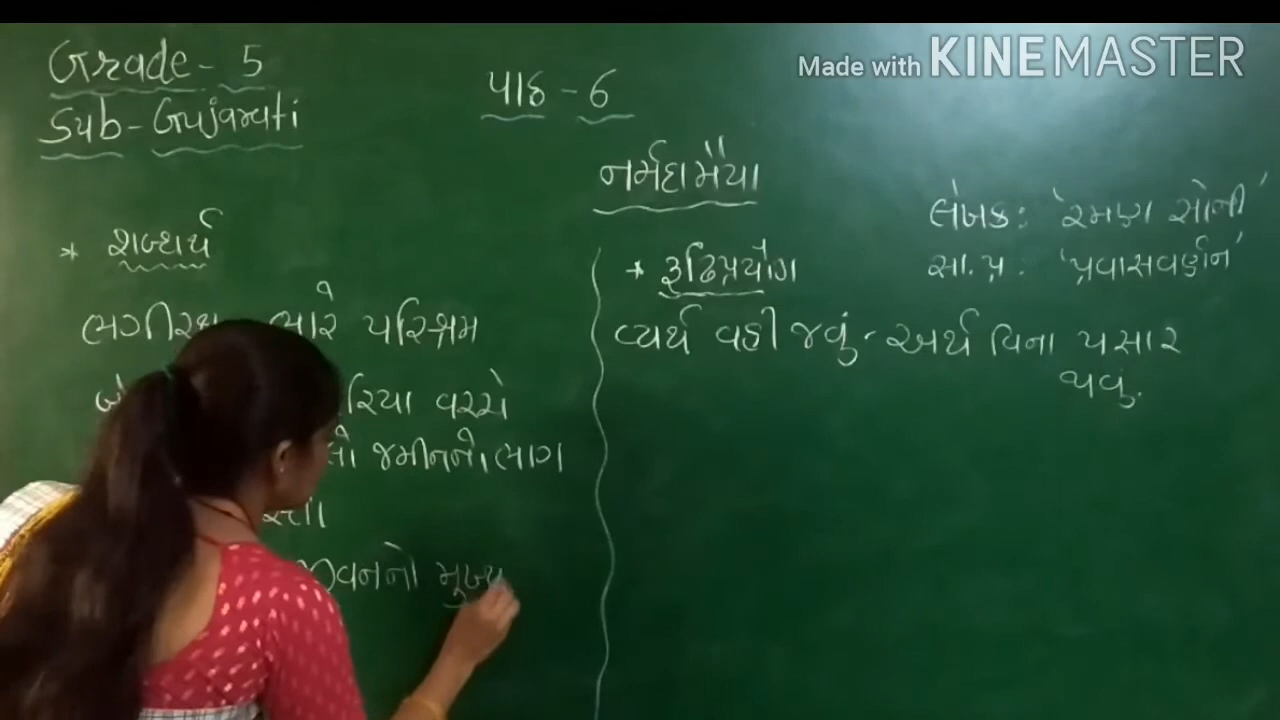 Grade - 5
Sub - Gujarati
Made with KINEMASTER
પાઠ - 6
નર્મદામૈયા
લેખક : 'રમણ સોની'
સા. પ્ર : 'પ્રવાસવર્ણન'
* શબ્દાર્થ
ભગીરથ ભારે પરિશ્રમ
રિયા વચ્ચે
જમીનનો ભાગ
જીવનનો મુખ્ય
* રૂઢિપ્રયોગ
વ્યર્થ વહી જવું - અર્થ વિના પસાર
થવું.